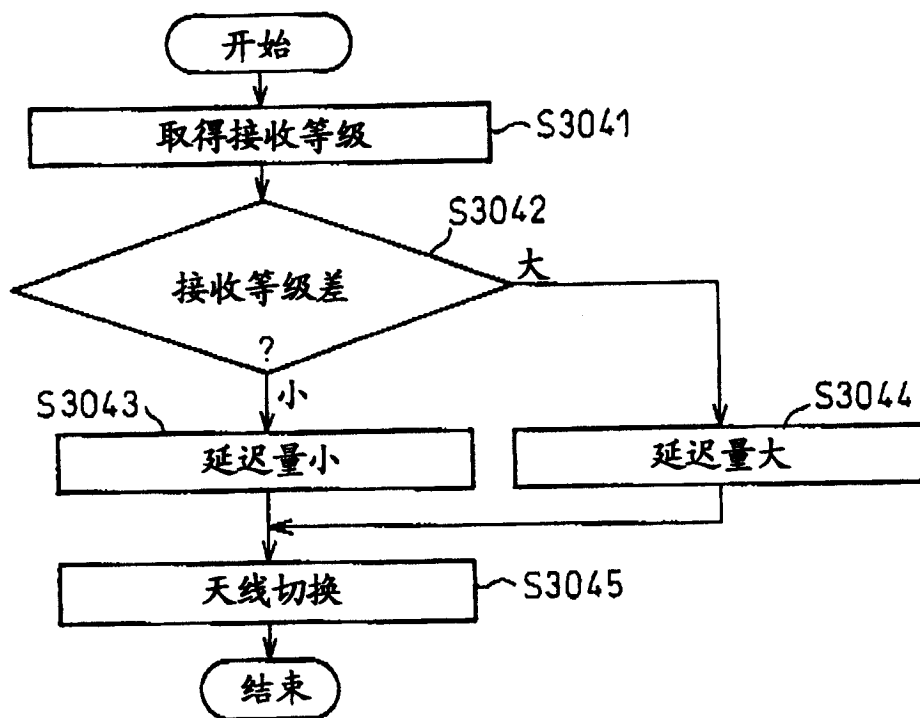 开始
取得接收等级
S3041
S3042
接收等级差
?
大
小
S3043
延迟量小
S3044
延迟量大
天线切换
S3045
结束